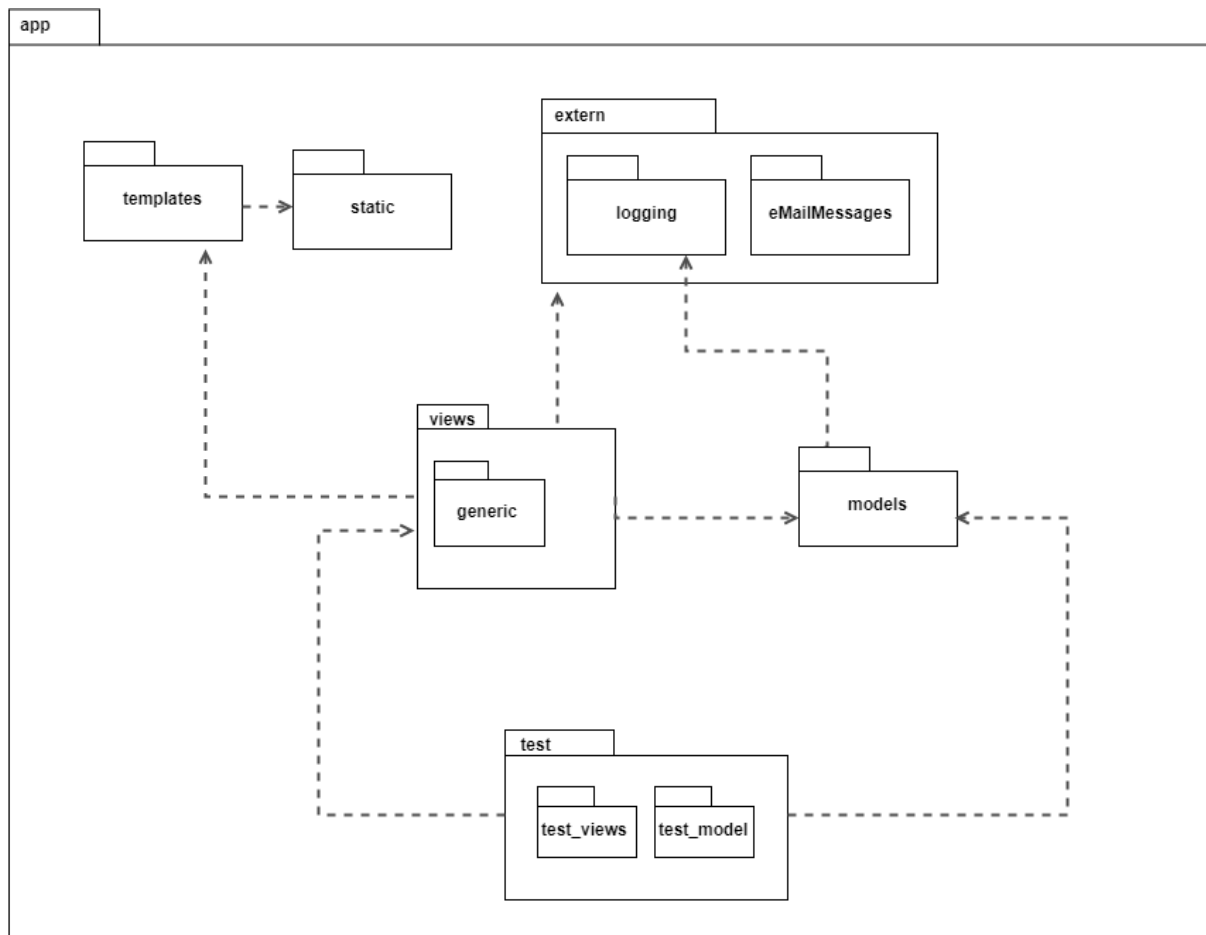 app
extern
templates
static
logging
eMailMessages
views
generic
models
test
test_views
test_model